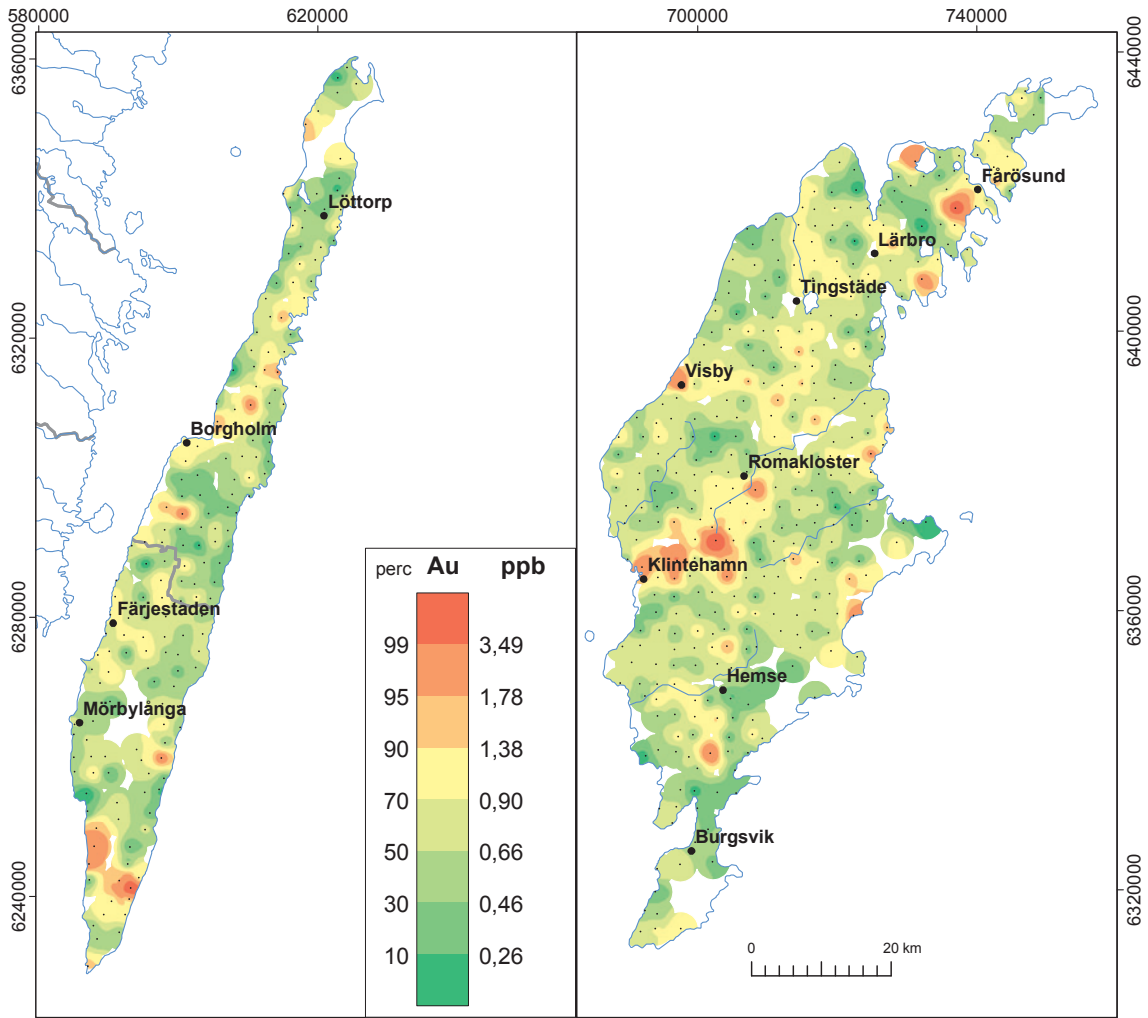 580000 620000
700000 740000
6360000
6320000
6280000
6240000
Löttorp
Borgholm
Färjestaden
Mörbylånga
perc Au ppb
99 3,49
95 1,78
90 1,38
70 0,90
50 0,66
30 0,46
10 0,26
6440000
6400000
6360000
6320000
Fårösund
Lärbro
Tingstäde
Visby
Romakloster
Klintehamn
Hemse
Burgsvik
0 20 km